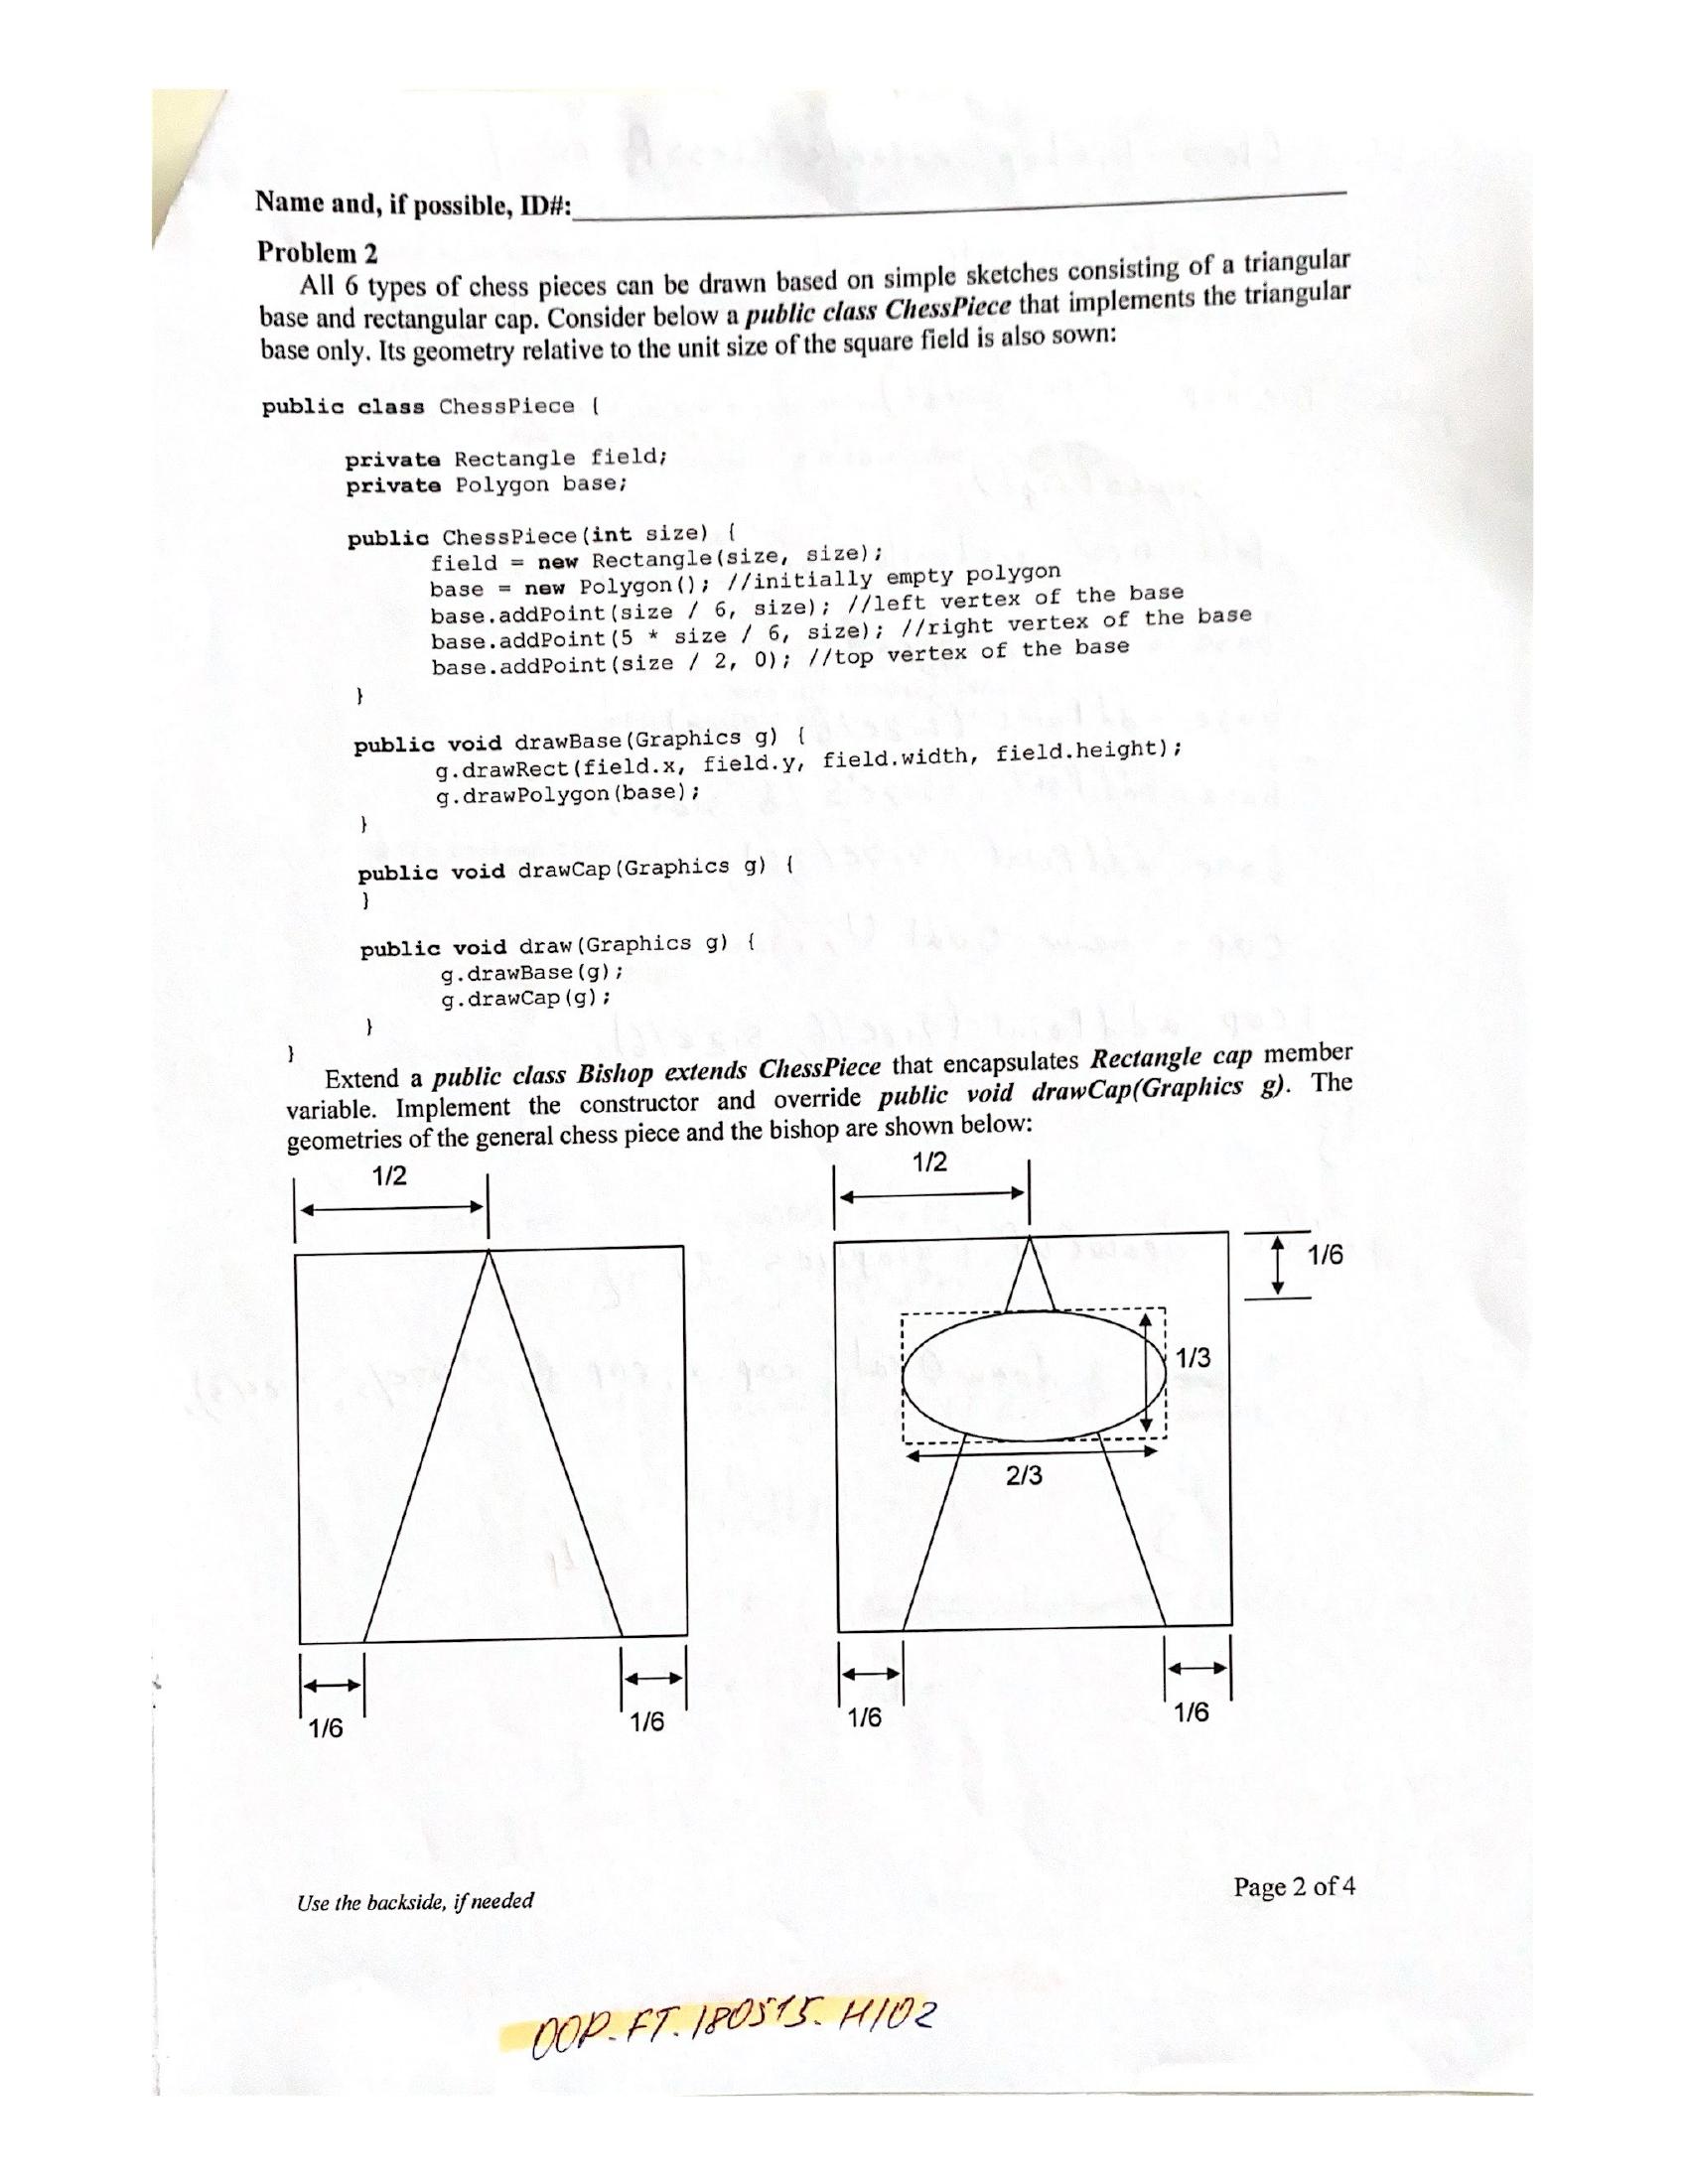 Name and, if possible, ID#:
Problem 2
All 6 types of chess pieces can be drawn based on simple sketches consisting of a triangular
base and rectangular cap. Consider below a public class ChessPiece that implements the triangular
base only. Its geometry relative to the unit size of the square field is also sown:
public class ChessPiece {
private Rectangle field;
private Polygon base;
public ChessPiece(int size) {
field = new Rectangle(size, size);
base = new Polygon(); //initially empty polygon
base.addPoint(size / 6, size); //left vertex of the base
base.addPoint(5 * size / 6, size); //right vertex of the base
base.addPoint(size / 2, 0); //top vertex of the base
}
public void drawBase(Graphics g) {
g.drawRect(field.x, field.y, field.width, field.height);
g.drawPolygon(base);
}
public void drawCap(Graphics g) {
}
public void draw(Graphics g) {
g.drawBase(g);
g.drawCap(g);
}
}
Extend a public class Bishop extends ChessPiece that encapsulates Rectangle cap member
variable. Implement the constructor and override public void drawCap(Graphics g). The
geometries of the general chess piece and the bishop are shown below:
1/2
1/2
1/6
1/3
2/3
1/6
1/6
1/6
1/6
Use the backside, if needed
Page 2 of 4
OOP.FT.180515.H102